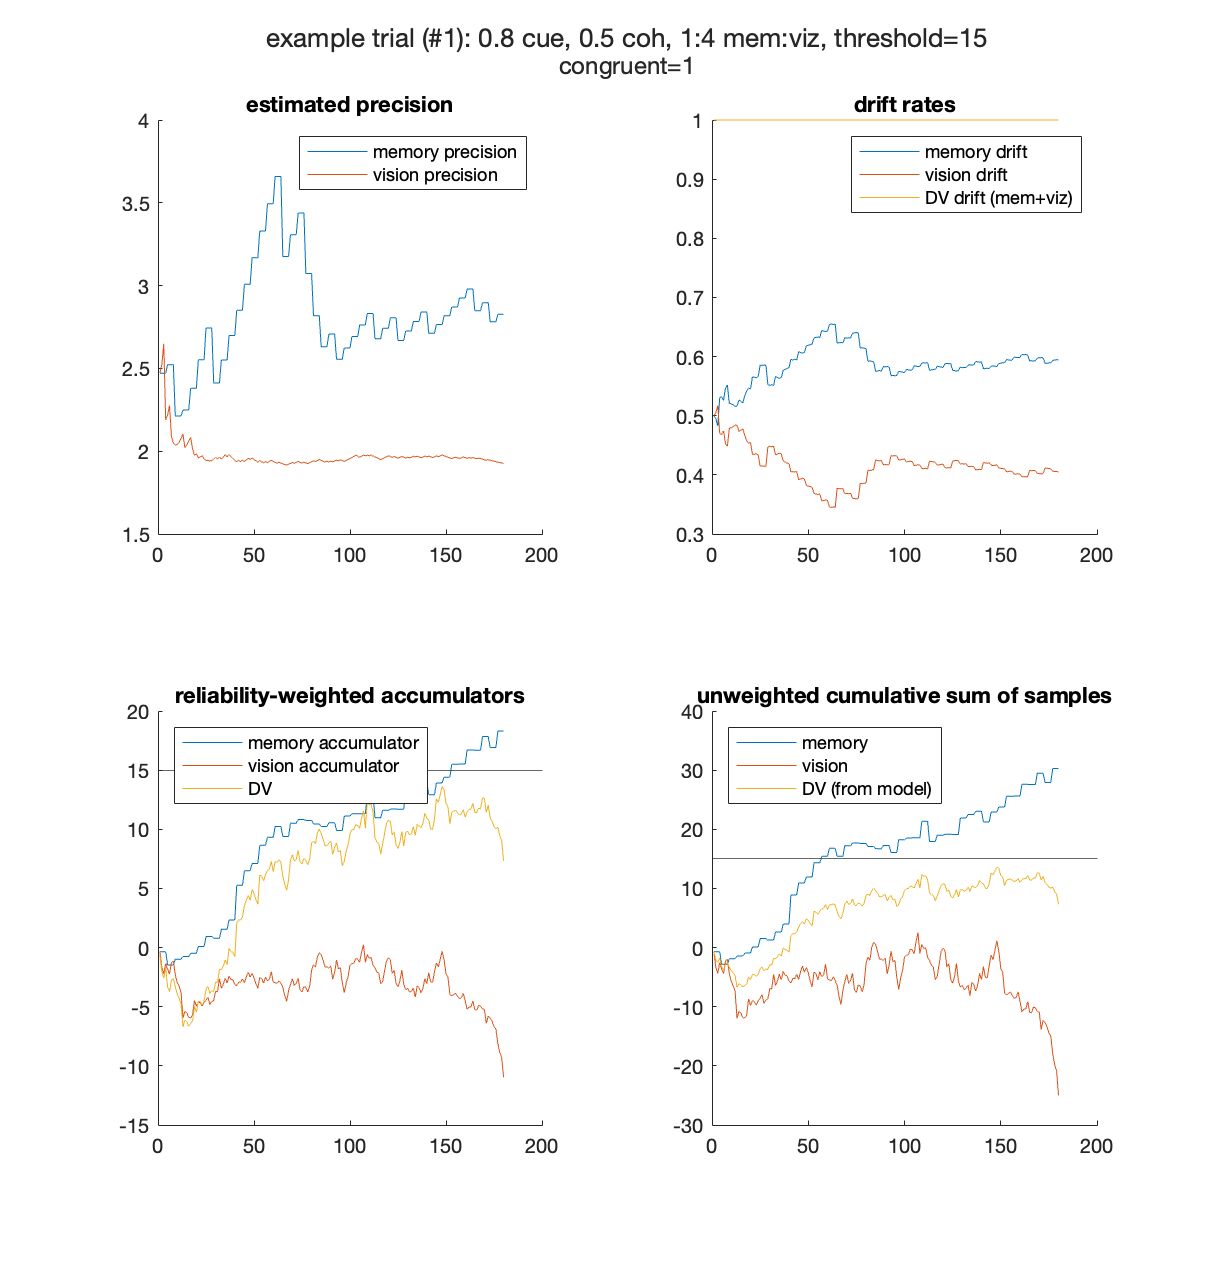 example trial (#1): 0.8 cue, 0.5 coh, 1:4 mem:viz, threshold=15
congruent=1
estimated precision
4
3.5
3
2.5
2
1.5
0 50 100 150 200
memory precision
vision precision
drift rates
1
0.9
0.8
0.7
0.6
0.5
0.4
0.3
0 50 100 150 200
memory drift
vision drift
DV drift (mem+viz)
reliability-weighted accumulators
20
15
10
5
0
-5
-10
-15
0 50 100 150 200
memory accumulator
vision accumulator
DV
unweighted cumulative sum of samples
40
30
20
10
0
-10
-20
-30
0 50 100 150 200
memory
vision
DV (from model)